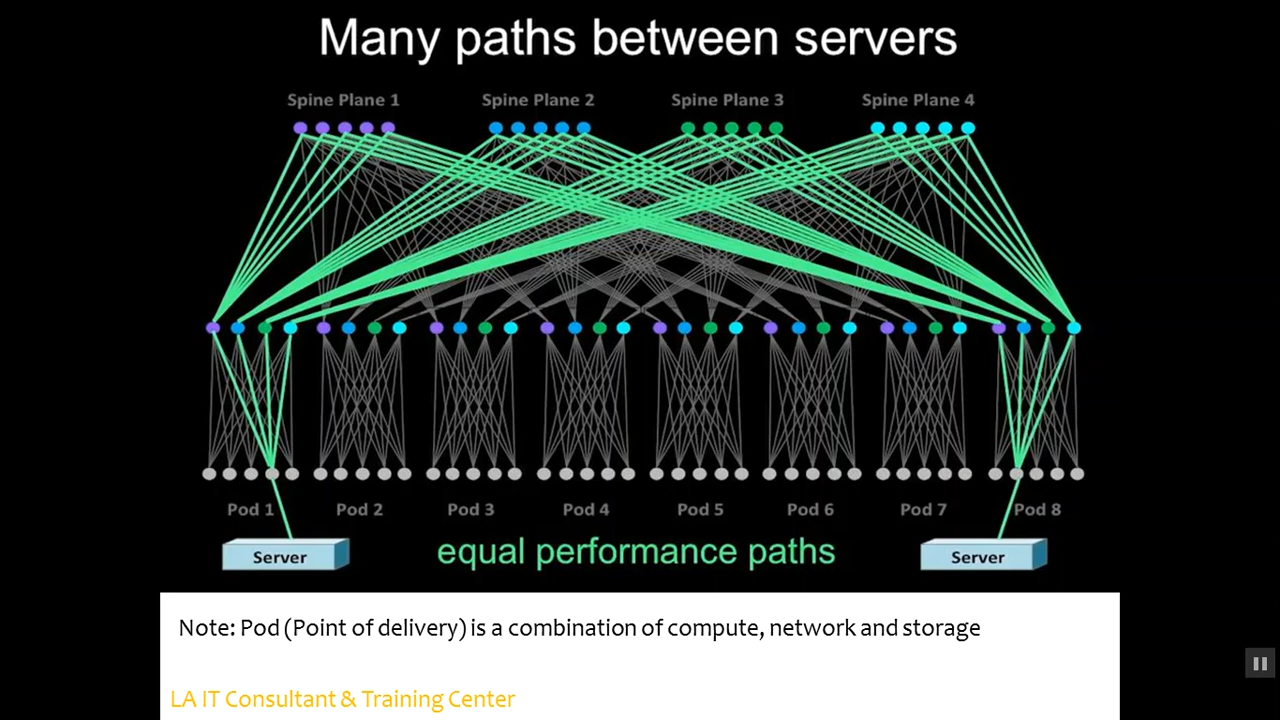 Many paths between servers
Spine Plane 1 Spine Plane 2 Spine Plane 3 Spine Plane 4
Pod 1 Pod 2 Pod 3 Pod 4 Pod 5 Pod 6 Pod 7 Pod 8
Server equal performance paths Server
Note: Pod (Point of delivery) is a combination of compute, network and storage
LA IT Consultant & Training Center